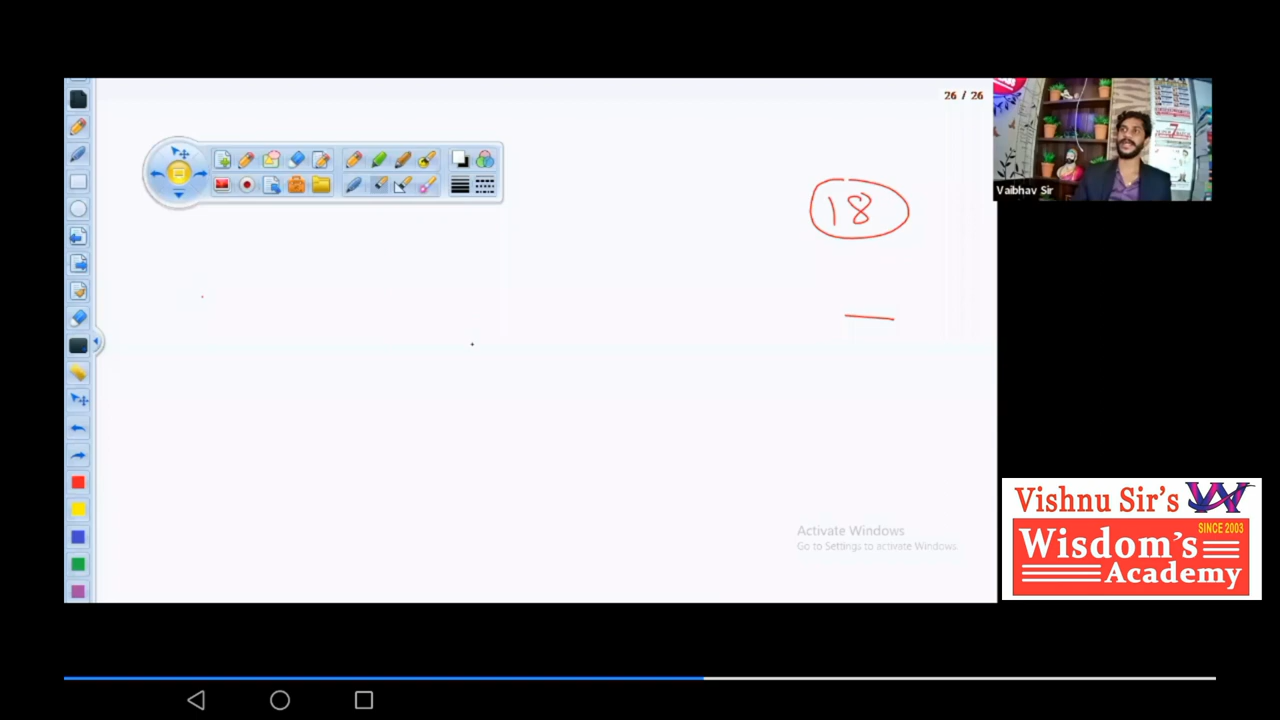 26 / 26
Vaibhav Sir
18
Activate Windows
Go to Settings to activate Windows.
Vishnu Sir's VW
SINCE 2003
Wisdom's
Academy